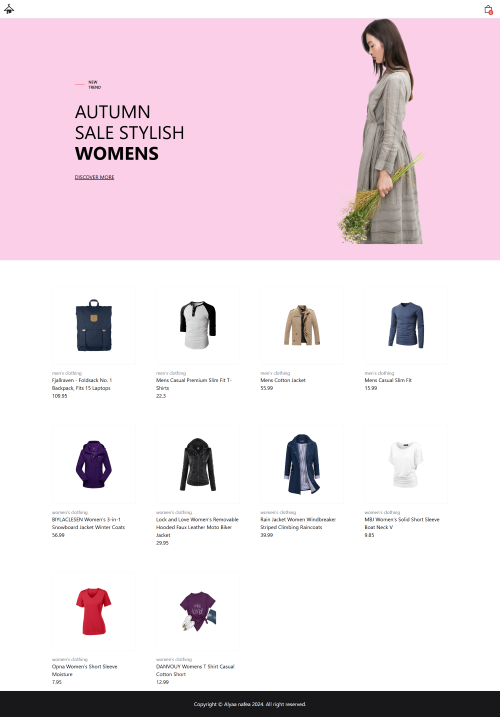 NEW
TREND
AUTUMN
SALE STYLISH
WOMENS
DISCOVER MORE
men's clothing
Fjallraven - Foldsack No. 1
Backpack, Fits 15 Laptops
109.95
men's clothing
Mens Casual Premium Slim Fit T-
Shirts
22.3
men's clothing
Mens Cotton Jacket
55.99
men's clothing
Mens Casual Slim Fit
15.99
women's clothing
BIYLACLESEN Women's 3-in-1
Snowboard Jacket Winter Coats
56.99
women's clothing
Lock and Love Women's Removable
Hooded Faux Leather Moto Biker
Jacket
29.95
women's clothing
Rain Jacket Women Windbreaker
Striped Climbing Raincoats
39.99
women's clothing
MBJ Women's Solid Short Sleeve
Boat Neck V
9.85
women's clothing
Opna Women's Short Sleeve
Moisture
7.95
women's clothing
DANVOUY Womens T Shirt Casual
Cotton Short
12.99
Copyright © Alyaa nafea 2024. All right reserved.